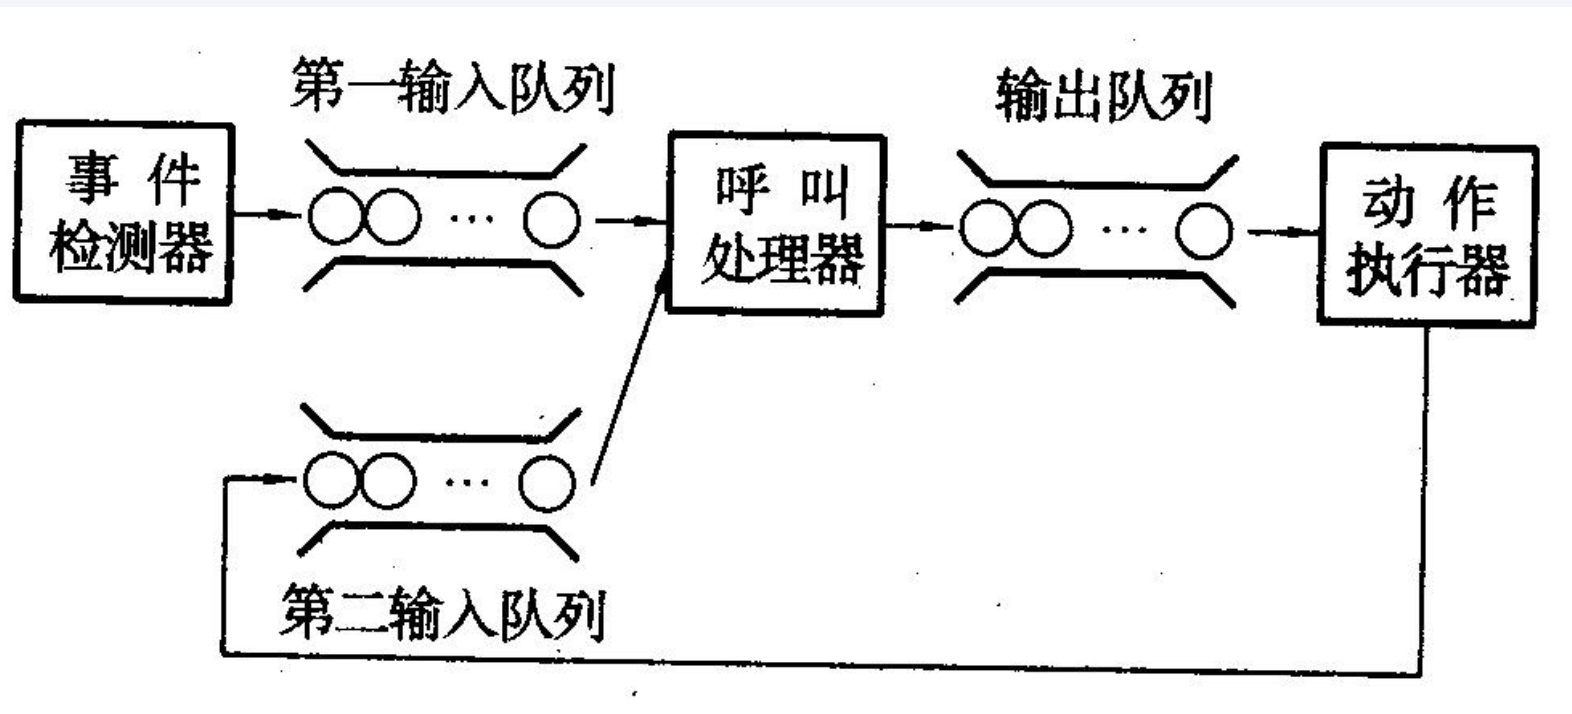 第一输入队列
输出队列
事件
检测器
…
呼叫
处理器
…
动作
执行器
…
第二输入队列